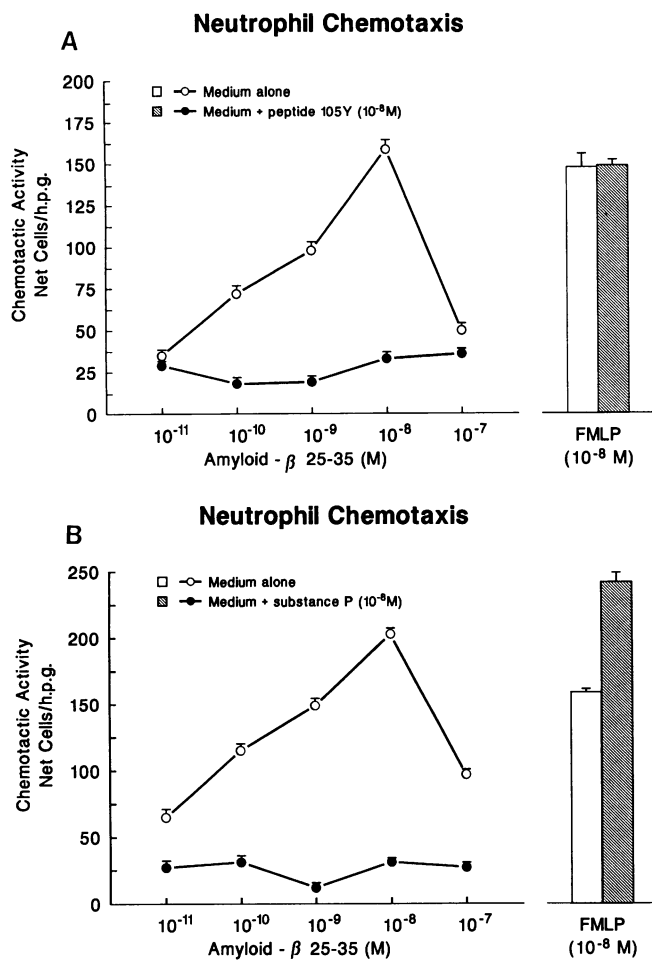 Neutrophil Chemotaxis
A
Chemotactic Activity
Net Cells/h.p.g.
200
175
150
125
100
75
50
25
0
Medium alone
Medium + peptide 105Y (10⁻⁸M)
10⁻¹¹ 10⁻¹⁰ 10⁻⁹ 10⁻⁸ 10⁻⁷
Amyloid - β 25-35 (M)
FMLP
(10⁻⁸ M)
Neutrophil Chemotaxis
B
Chemotactic Activity
Net Cells/h.p.g.
250
200
150
100
50
0
Medium alone
Medium + substance P (10⁻⁸M)
10⁻¹¹ 10⁻¹⁰ 10⁻⁹ 10⁻⁸ 10⁻⁷
Amyloid - β 25-35 (M)
FMLP
(10⁻⁸ M)